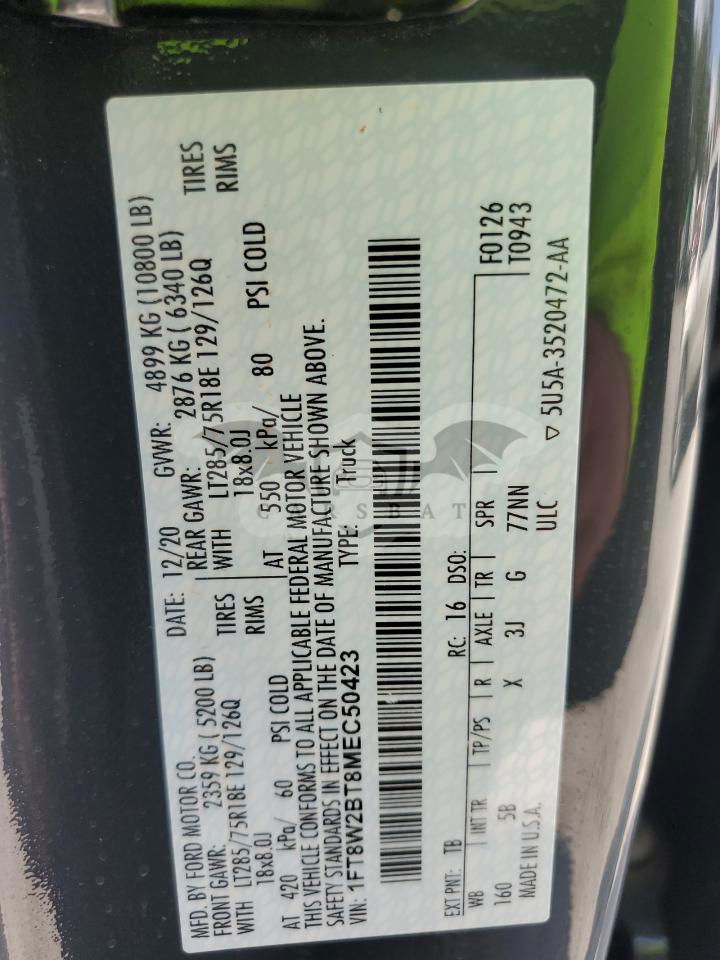 MFD. BY FORD MOTOR CO.
DATE: 12/20 GVWR: 4899 KG (10800 LB)
FRONT GAWR: 2359 KG ( 5200 LB) REAR GAWR: 2876 KG ( 6340 LB)
WITH LT285/75R18E 129/126Q TIRES WITH LT285/75R18E 129/126Q TIRES
18x8.0J RIMS 18x8.0J RIMS
AT 420 kPa/ 60 PSI COLD AT 550 kPa/ 80 PSI COLD
THIS VEHICLE CONFORMS TO ALL APPLICABLE FEDERAL MOTOR VEHICLE
SAFETY STANDARDS IN EFFECT ON THE DATE OF MANUFACTURE SHOWN ABOVE.
VIN: 1FT8W2BT8MEC50423 TYPE: Truck
CARSBAT
EXT PNT: TB RC: 16 DSO: F0126
WB INT TR TP/PS R AXLE TR SPR T0943
160 5B X 3J G 77NN
MADE IN U.S.A. ULC ▽ 5U5A-3520472-AA